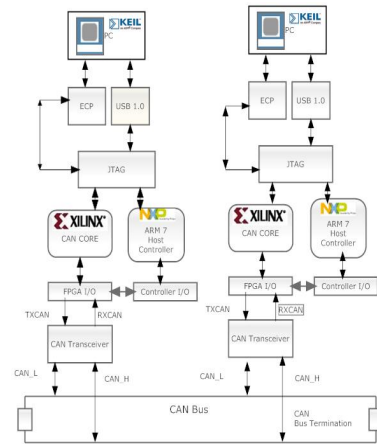 KEIL
PC
ECP
USB 1.0
JTAG
XILINX
CAN CORE
NXP
ARM 7
Host
Controller
FPGA I/O
Controller I/O
TXCAN
RXCAN
CAN Transceiver
CAN_L
CAN_H
KEIL
PC
ECP
USB 1.0
JTAG
XILINX
CAN CORE
NXP
ARM 7
Host
Controller
FPGA I/O
Controller I/O
TXCAN
RXCAN
CAN Transceiver
CAN_L
CAN_H
CAN Bus
CAN
Bus Termination